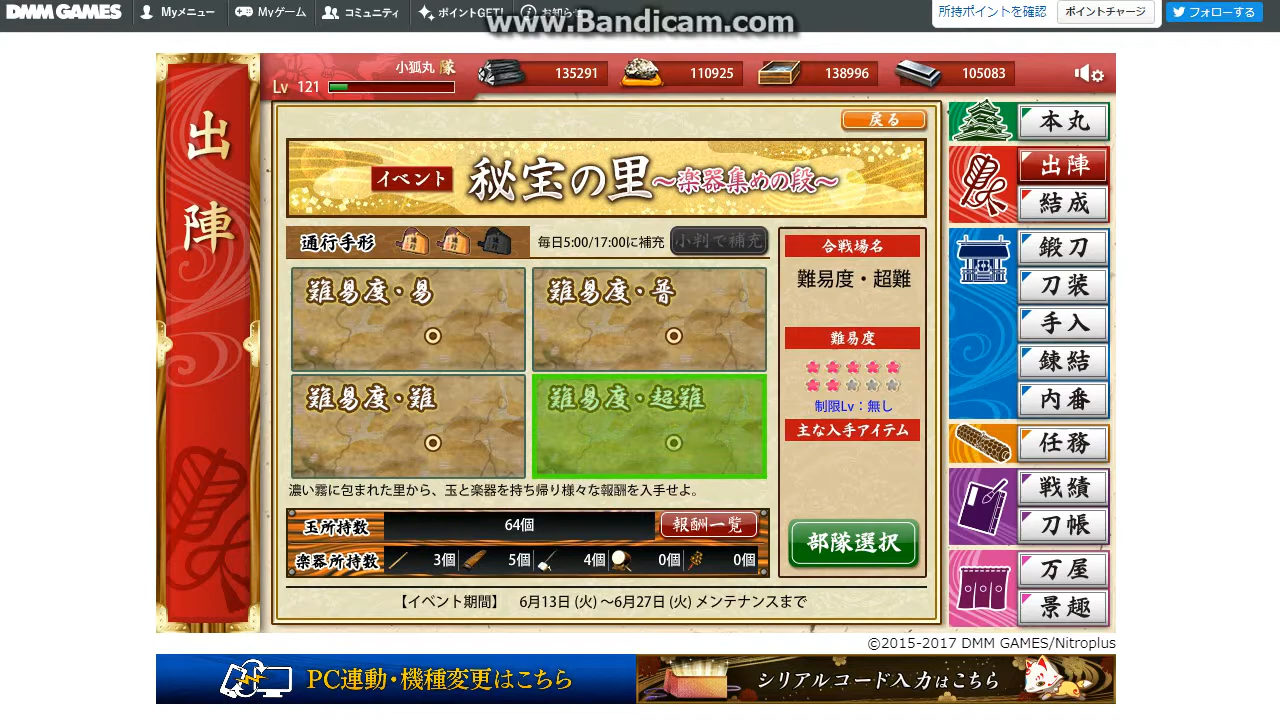 DMM GAMES
Myメニュー
Myゲーム
コミュニティ
ポイントGET!
お知らせ
www.Bandicam.com
所持ポイントを確認
ポイントチャージ
フォローする
出陣
小狐丸 隊
Lv 121
135291
110925
138996
105083
戻る
イベント 秘宝の里～楽器集めの段～
通行手形
毎日5:00/17:00に補充
小判で補充
難易度・易
難易度・普
難易度・難
難易度・超難
合戦場名
難易度・超難
難易度
制限Lv：無し
主な入手アイテム
部隊選択
濃い霧に包まれた里から、玉と楽器を持ち帰り様々な報酬を入手せよ。
玉所持数 64個 報酬一覧
楽器所持数 3個 5個 4個 0個 0個
【イベント期間】 6月13日 (火) ～6月27日 (火) メンテナンスまで
本丸
出陣
結成
鍛刀
刀装
手入
錬結
内番
任務
戦績
刀帳
万屋
景趣
©2015-2017 DMM GAMES/Nitroplus
PC連動・機種変更はこちら
シリアルコード入力はこちら